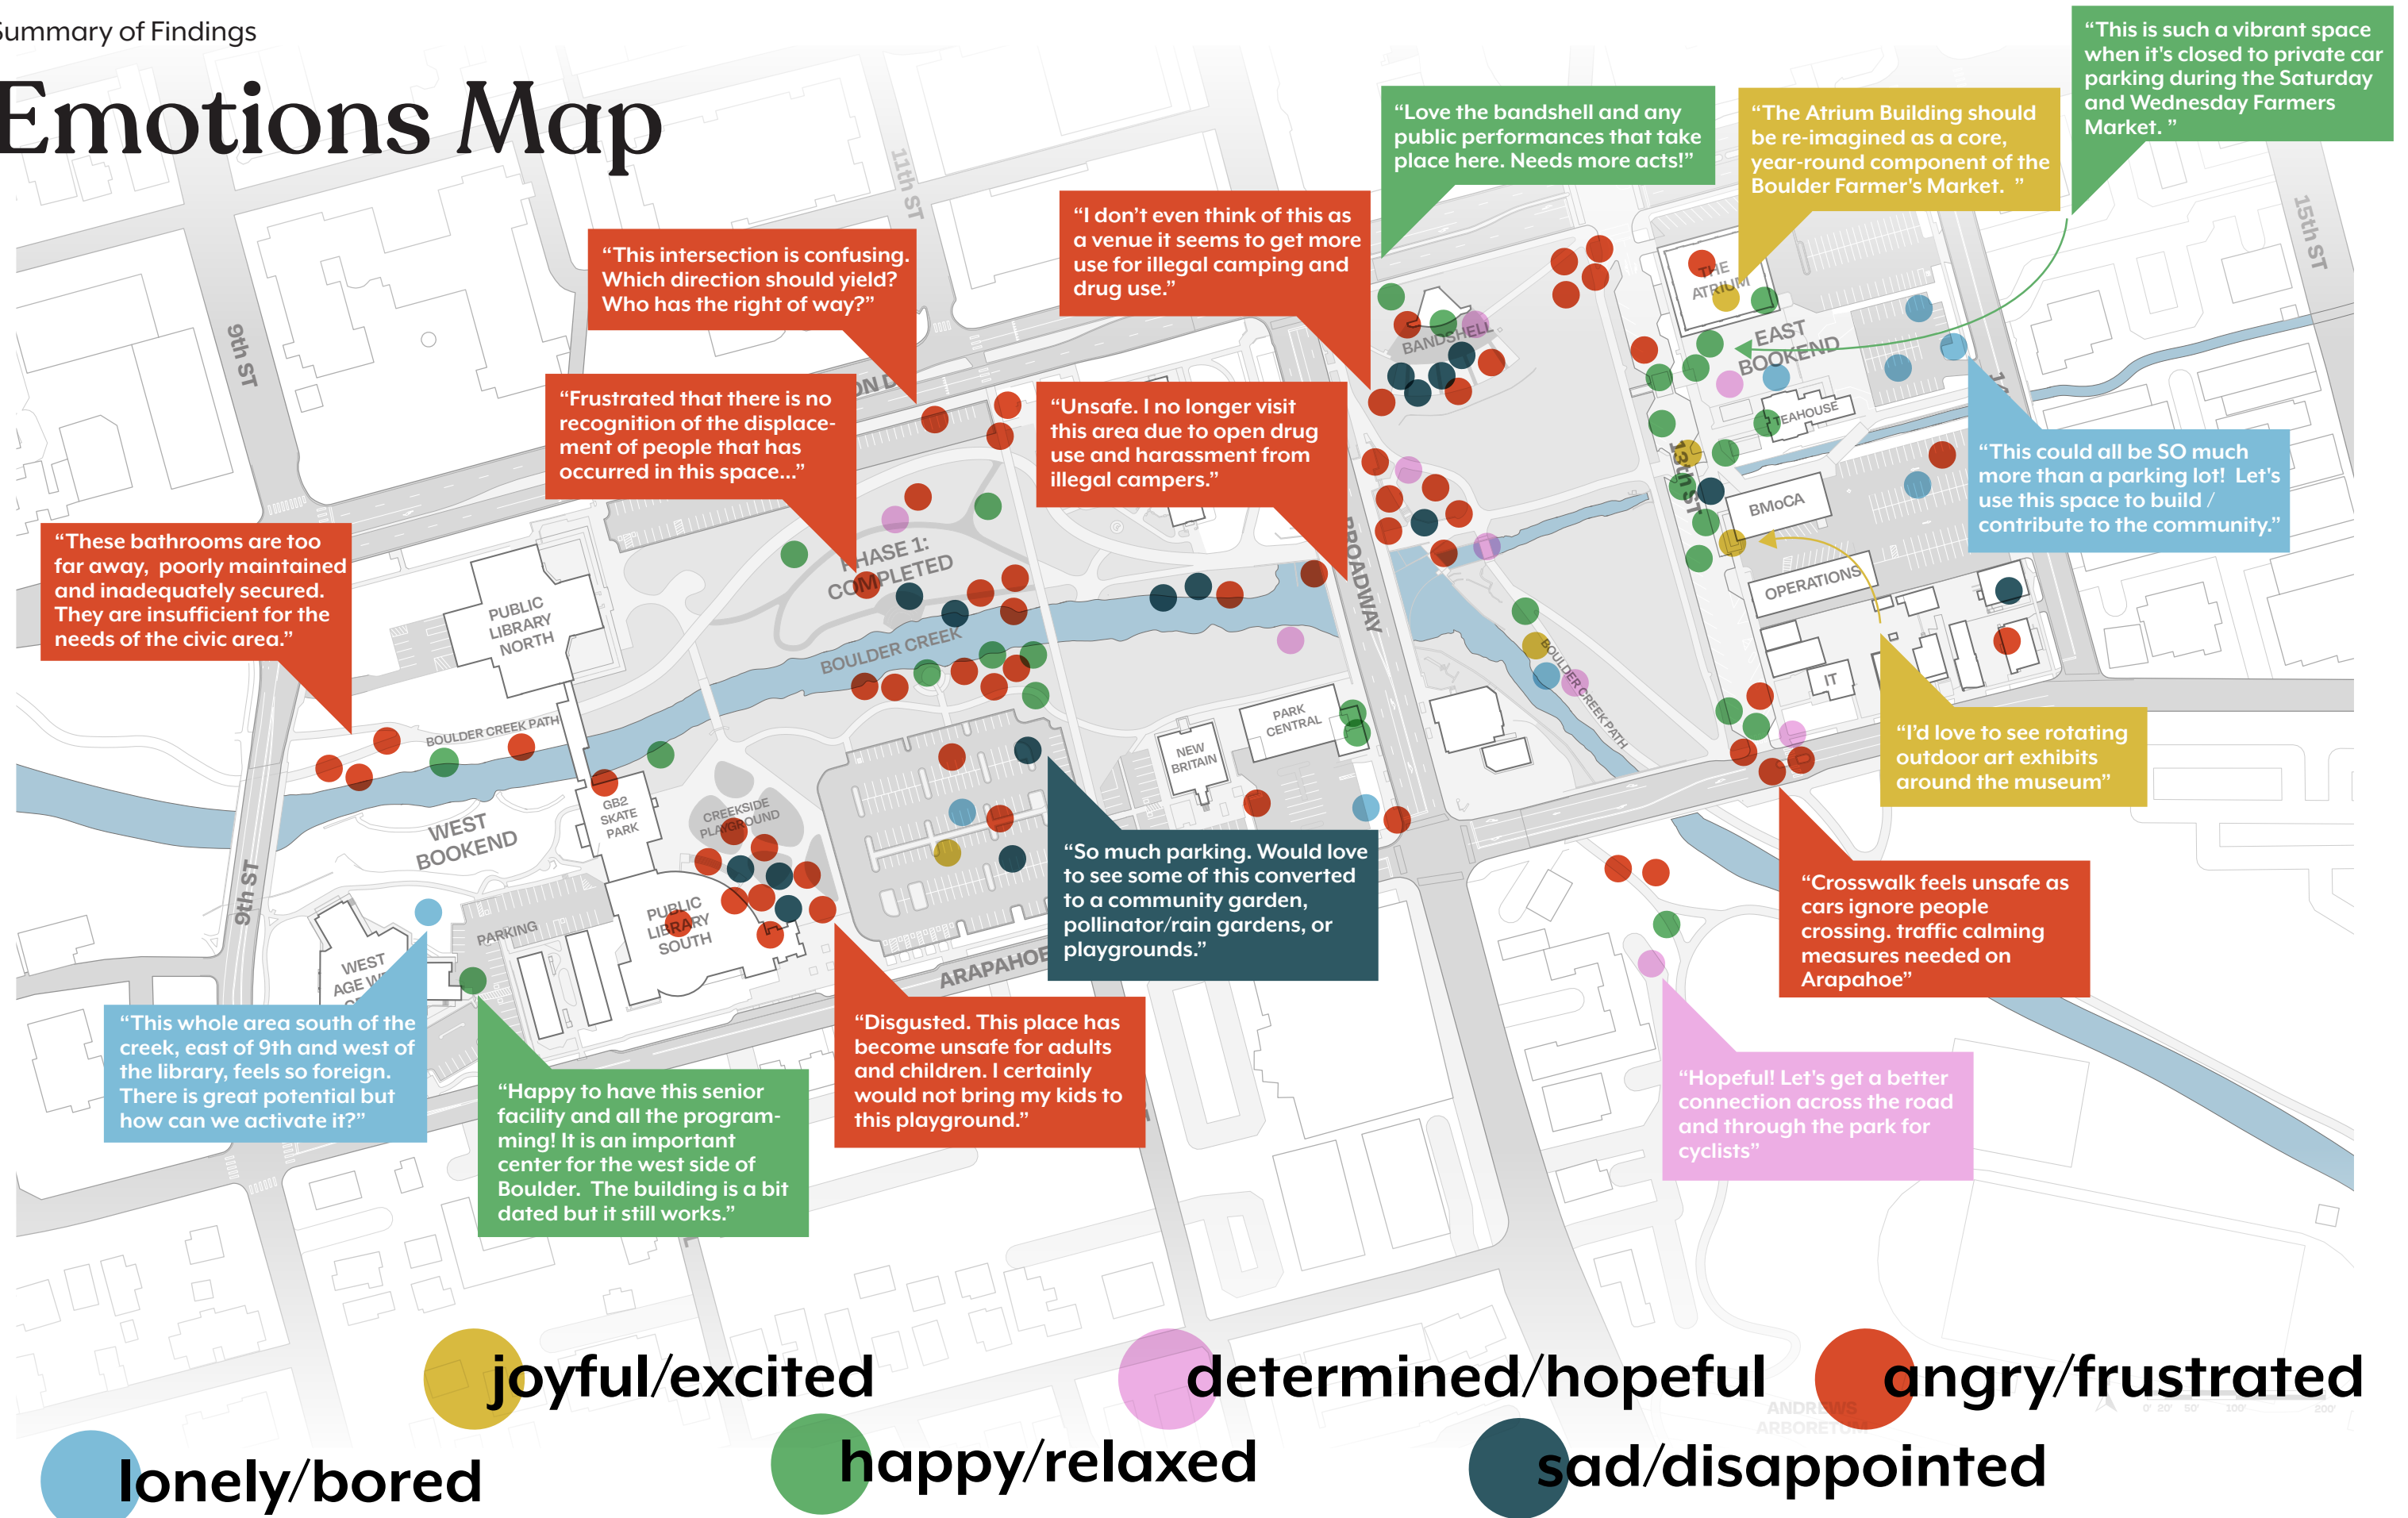 Summary of Findings
Emotions Map
“This is such a vibrant space
when it's closed to private car
parking during the Saturday
and Wednesday Farmers
Market. ”
“Love the bandshell and any
public performances that take
place here. Needs more acts!”
“The Atrium Building should
be re-imagined as a core,
year-round component of the
Boulder Farmer's Market. ”
“I don’t even think of this as
a venue it seems to get more
use for illegal camping and
drug use.”
“This intersection is confusing.
Which direction should yield?
Who has the right of way?”
“Frustrated that there is no
recognition of the displace-
ment of people that has
occurred in this space...”
“Unsafe. I no longer visit
this area due to open drug
use and harassment from
illegal campers.”
“This could all be SO much
more than a parking lot! Let's
use this space to build /
contribute to the community.”
“These bathrooms are too
far away, poorly maintained
and inadequately secured.
They are insufficient for the
needs of the civic area.”
“I’d love to see rotating
outdoor art exhibits
around the museum”
“So much parking. Would love
to see some of this converted
to a community garden,
pollinator/rain gardens, or
playgrounds.”
“Crosswalk feels unsafe as
cars ignore people
crossing. traffic calming
measures needed on
Arapahoe”
“This whole area south of the
creek, east of 9th and west of
the library, feels so foreign.
There is great potential but
how can we activate it?”
“Happy to have this senior
facility and all the program-
ming! It is an important
center for the west side of
Boulder. The building is a bit
dated but it still works.”
“Disgusted. This place has
become unsafe for adults
and children. I certainly
would not bring my kids to
this playground.”
“Hopeful! Let's get a better
connection across the road
and through the park for
cyclists”
9th ST
11th ST
15th ST
THE
ATRIUM
BANDSHELL
EAST
BOOKEND
TEAHOUSE
13th ST
BMoCA
OPERATIONS
IT
PHASE 1:
COMPLETED
BROADWAY
BOULDER CREEK
PUBLIC
LIBRARY
NORTH
BOULDER CREEK PATH
BOULDER CREEK PATH
PARK
CENTRAL
NEW
BRITAIN
GB2
SKATE
PARK
CREEKSIDE
PLAYGROUND
WEST
BOOKEND
9th ST
PARKING
PUBLIC
LIBRARY
SOUTH
WEST
AGE W
ARAPAHOE
joyful/excited
determined/hopeful
angry/frustrated
lonely/bored
happy/relaxed
sad/disappointed
ANDREWS
ARBORETUM
0' 20' 50' 100' 200'